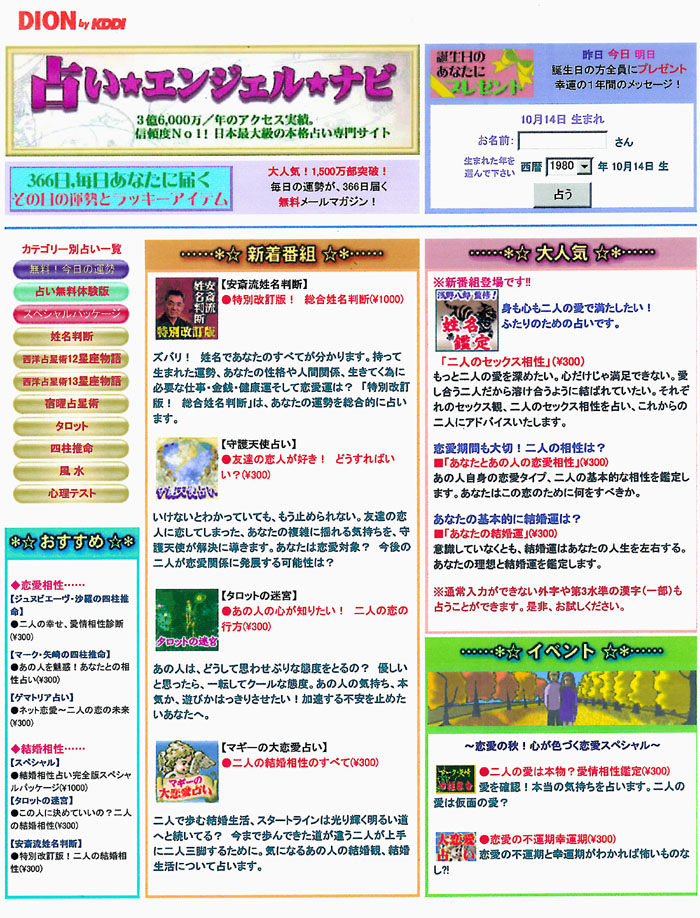 DION by KDDI
占い★エンジェル★ナビ
3億6,000万／年のアクセス実績。
信頼度No1! 日本最大級の本格占い専門サイト
誕生日の
あなたに
プレゼント
昨日 今日 明日
誕生日の方全員にプレゼント
幸運の1年間のメッセージ！
10月14日 生まれ
お名前:
さん
生まれた年を
選んで下さい
西暦 1980 年 10月14日 生
占う
366日,毎日あなたに届く
その日の運勢とラッキーアイテム
大人気！1,500万部突破！
毎日の運勢が、366日届く
無料メールマガジン！
カテゴリー別占い一覧
無料！今日の運勢
占い無料体験版
スペシャルパッケージ
姓名判断
西洋占星術12星座物語
西洋占星術13星座物語
宿曜占星術
タロット
四柱推命
風水
心理テスト
おすすめ
◆恋愛相性……
【ジュヌビエーヴ・沙羅の四柱推
命】
●二人の幸せ、愛情相性診断
(¥300)
【マーク・矢崎の四柱推命】
●あの人を魅惑！あなたとの相
性占い(¥300)
【ゲマトリア占い】
●ネット恋愛～二人の恋の未来
(¥300)
◆結婚相性……
【スペシャル】
●結婚相性占い完全版スペシャ
ルパッケージ(¥1000)
【タロットの迷宮】
●この人に決めていいの？二人
の結婚相性(¥300)
【安斎流姓名判断】
●特別改訂版！二人の結婚相
性(¥300)
新着番組
安斎流
姓名判断
特別改訂版
【安斎流姓名判断】
●特別改訂版！ 総合姓名判断(¥1000)
ズバリ！ 姓名であなたのすべてが分かります。持って
生まれた運勢、あなたの性格や人間関係、生きてく為に
必要な仕事・金銭・健康運そして恋愛運は？ 「特別改訂
版！ 総合姓名判断」は、あなたの運勢を総合的に占い
ます。
守護天使占い
【守護天使占い】
●友達の恋人が好き！ どうすればい
い？(¥300)
いけないとわかっていても、もう止められない。友達の恋
人に恋してしまった、あなたの複雑に揺れる気持ちを、守
護天使が解決に導きます。あなたは恋愛対象？ 今後の
二人が恋愛関係に発展する可能性は？
タロットの迷宮
【タロットの迷宮】
●あの人の心が知りたい！ 二人の恋の
行方(¥300)
あの人は、どうして思わせぶりな態度をとるの？ 優しい
と思ったら、一転してクールな態度。あの人の気持ち、本
気か、遊びかはっきりさせたい！加速する不安を止めた
いあなたへ。
マギーの
大恋愛占い
【マギーの大恋愛占い】
●二人の結婚相性のすべて(¥300)
二人で歩む結婚生活、スタートラインは光り輝く明るい道
へと続いてる？ 今まで歩んできた道が違う二人が上手
に二人三脚するために。気になるあの人の結婚観、結婚
生活について占います。
大人気
※新番組登場です!!
浅野八郎監修！
姓名
鑑定
身も心も二人の愛で満たしたい！
ふたりのための占いです。
「二人のセックス相性」(¥300)
もっと二人の愛を深めたい。心だけじゃ満足できない。愛
し合う二人だから溶け合うように結ばれていたい。それぞ
れのセックス観、二人のセックス相性を占い、これからの
二人にアドバイスいたします。
恋愛期間も大切！二人の相性は？
■「あなたとあの人の恋愛相性」(¥300)
あの人自身の恋愛タイプ、二人の基本的な相性を鑑定し
ます。あなたはこの恋のために何をすべきか。
あなたの基本的に結婚運は？
■「あなたの結婚運」(¥300)
意識していなくとも、結婚運はあなたの人生を左右する。
あなたの理想と結婚運を鑑定します。
※通常入力ができない外字や第3水準の漢字（一部）も
占うことができます。是非、お試しください。
イベント
～恋愛の秋！心が色づく恋愛スペシャル～
マーク・矢崎
●二人の愛は本物？愛情相性鑑定(¥300)
愛を確認！本当の気持ちを占います。二人の
愛は仮面の愛？
大恋愛
占い
●恋愛の不運期幸運期(¥300)
恋愛の不運期と幸運期がわかれば怖いものな
し?!